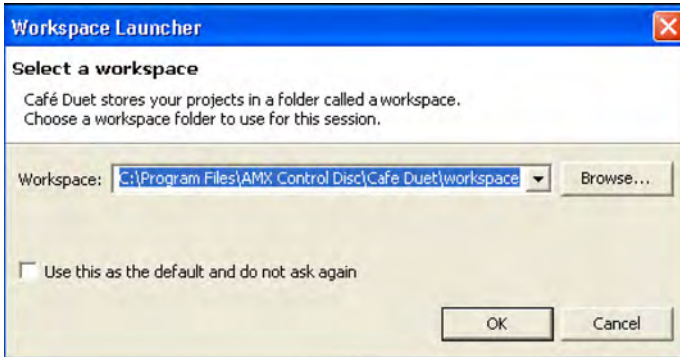 Workspace Launcher
Select a workspace
Café Duet stores your projects in a folder called a workspace.
Choose a workspace folder to use for this session.
Workspace: C:\Program Files\AMX Control Disc\Cafe Duet\workspace Browse...
Use this as the default and do not ask again
OK Cancel